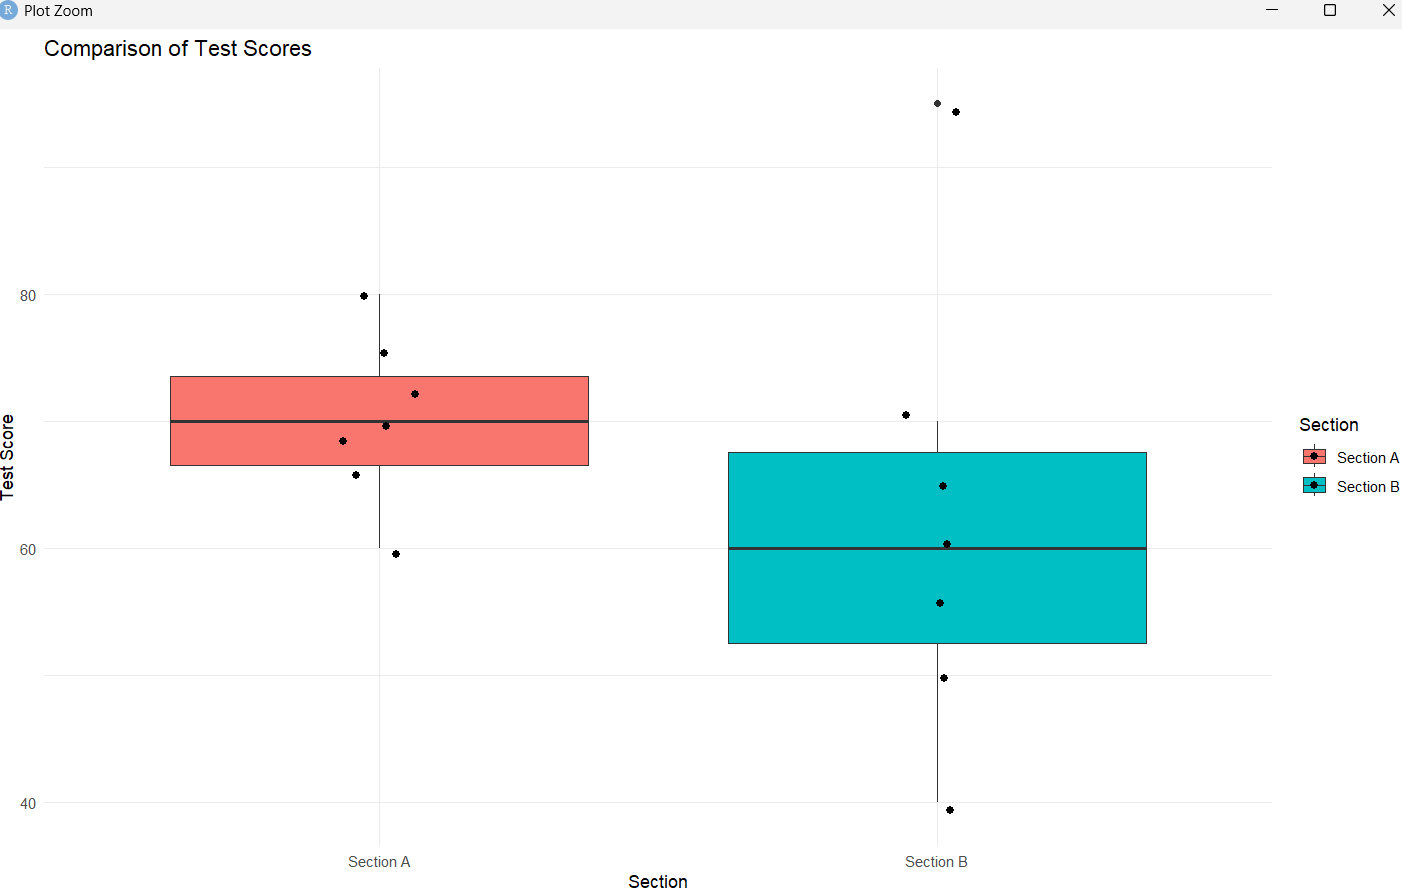 R Plot Zoom
Comparison of Test Scores
80
60
40
Test Score
Section A
Section B
Section
Section
Section A
Section B